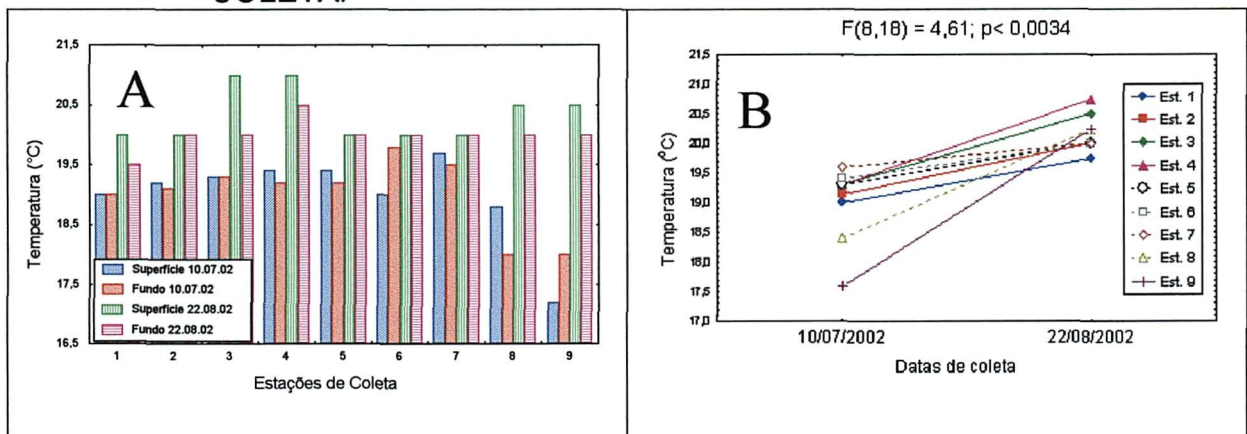 COLETA.
A
21,5
20,5
19,5
18,5
17,5
16,5
Temperatura (°C)
Superfície 10.07.02
Fundo 10.07.02
Superfície 22.08.02
Fundo 22.08.02
1 2 3 4 5 6 7 8 9
Estações de Coleta
F(8,18) = 4,61; p< 0,0034
B
21,5
21,0
20,5
20,0
19,5
19,0
18,5
18,0
17,5
17,0
Temperatura (°C)
Est. 1
Est. 2
Est. 3
Est. 4
Est. 5
Est. 6
Est. 7
Est. 8
Est. 9
10/07/2002 22/08/2002
Datas de coleta